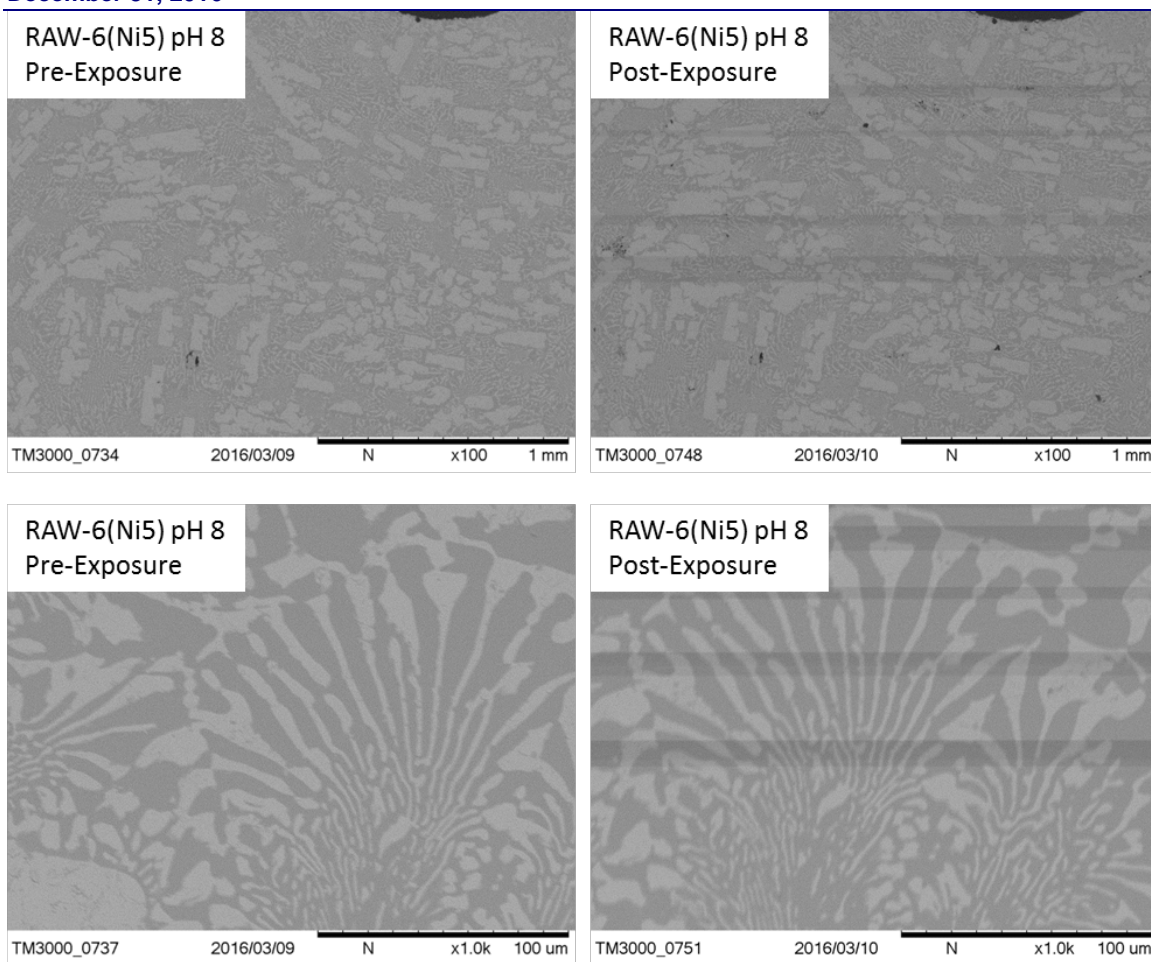 December 31, 2016
RAW-6(Ni5) pH 8
Pre-Exposure
RAW-6(Ni5) pH 8
Post-Exposure
TM3000_0734 2016/03/09 N x100 1 mm
TM3000_0748 2016/03/10 N x100 1 mm
RAW-6(Ni5) pH 8
Pre-Exposure
RAW-6(Ni5) pH 8
Post-Exposure
TM3000_0737 2016/03/09 N x1.0k 100 um
TM3000_0751 2016/03/10 N x1.0k 100 um